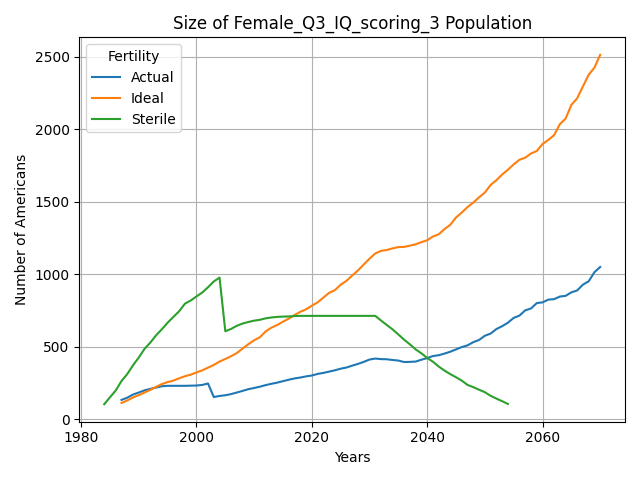 Size of Female_Q3_IQ_scoring_3 Population
Fertility
Actual
Ideal
Sterile
Number of Americans
2500
2000
1500
1000
500
0
1980
2000
2020
2040
2060
Years